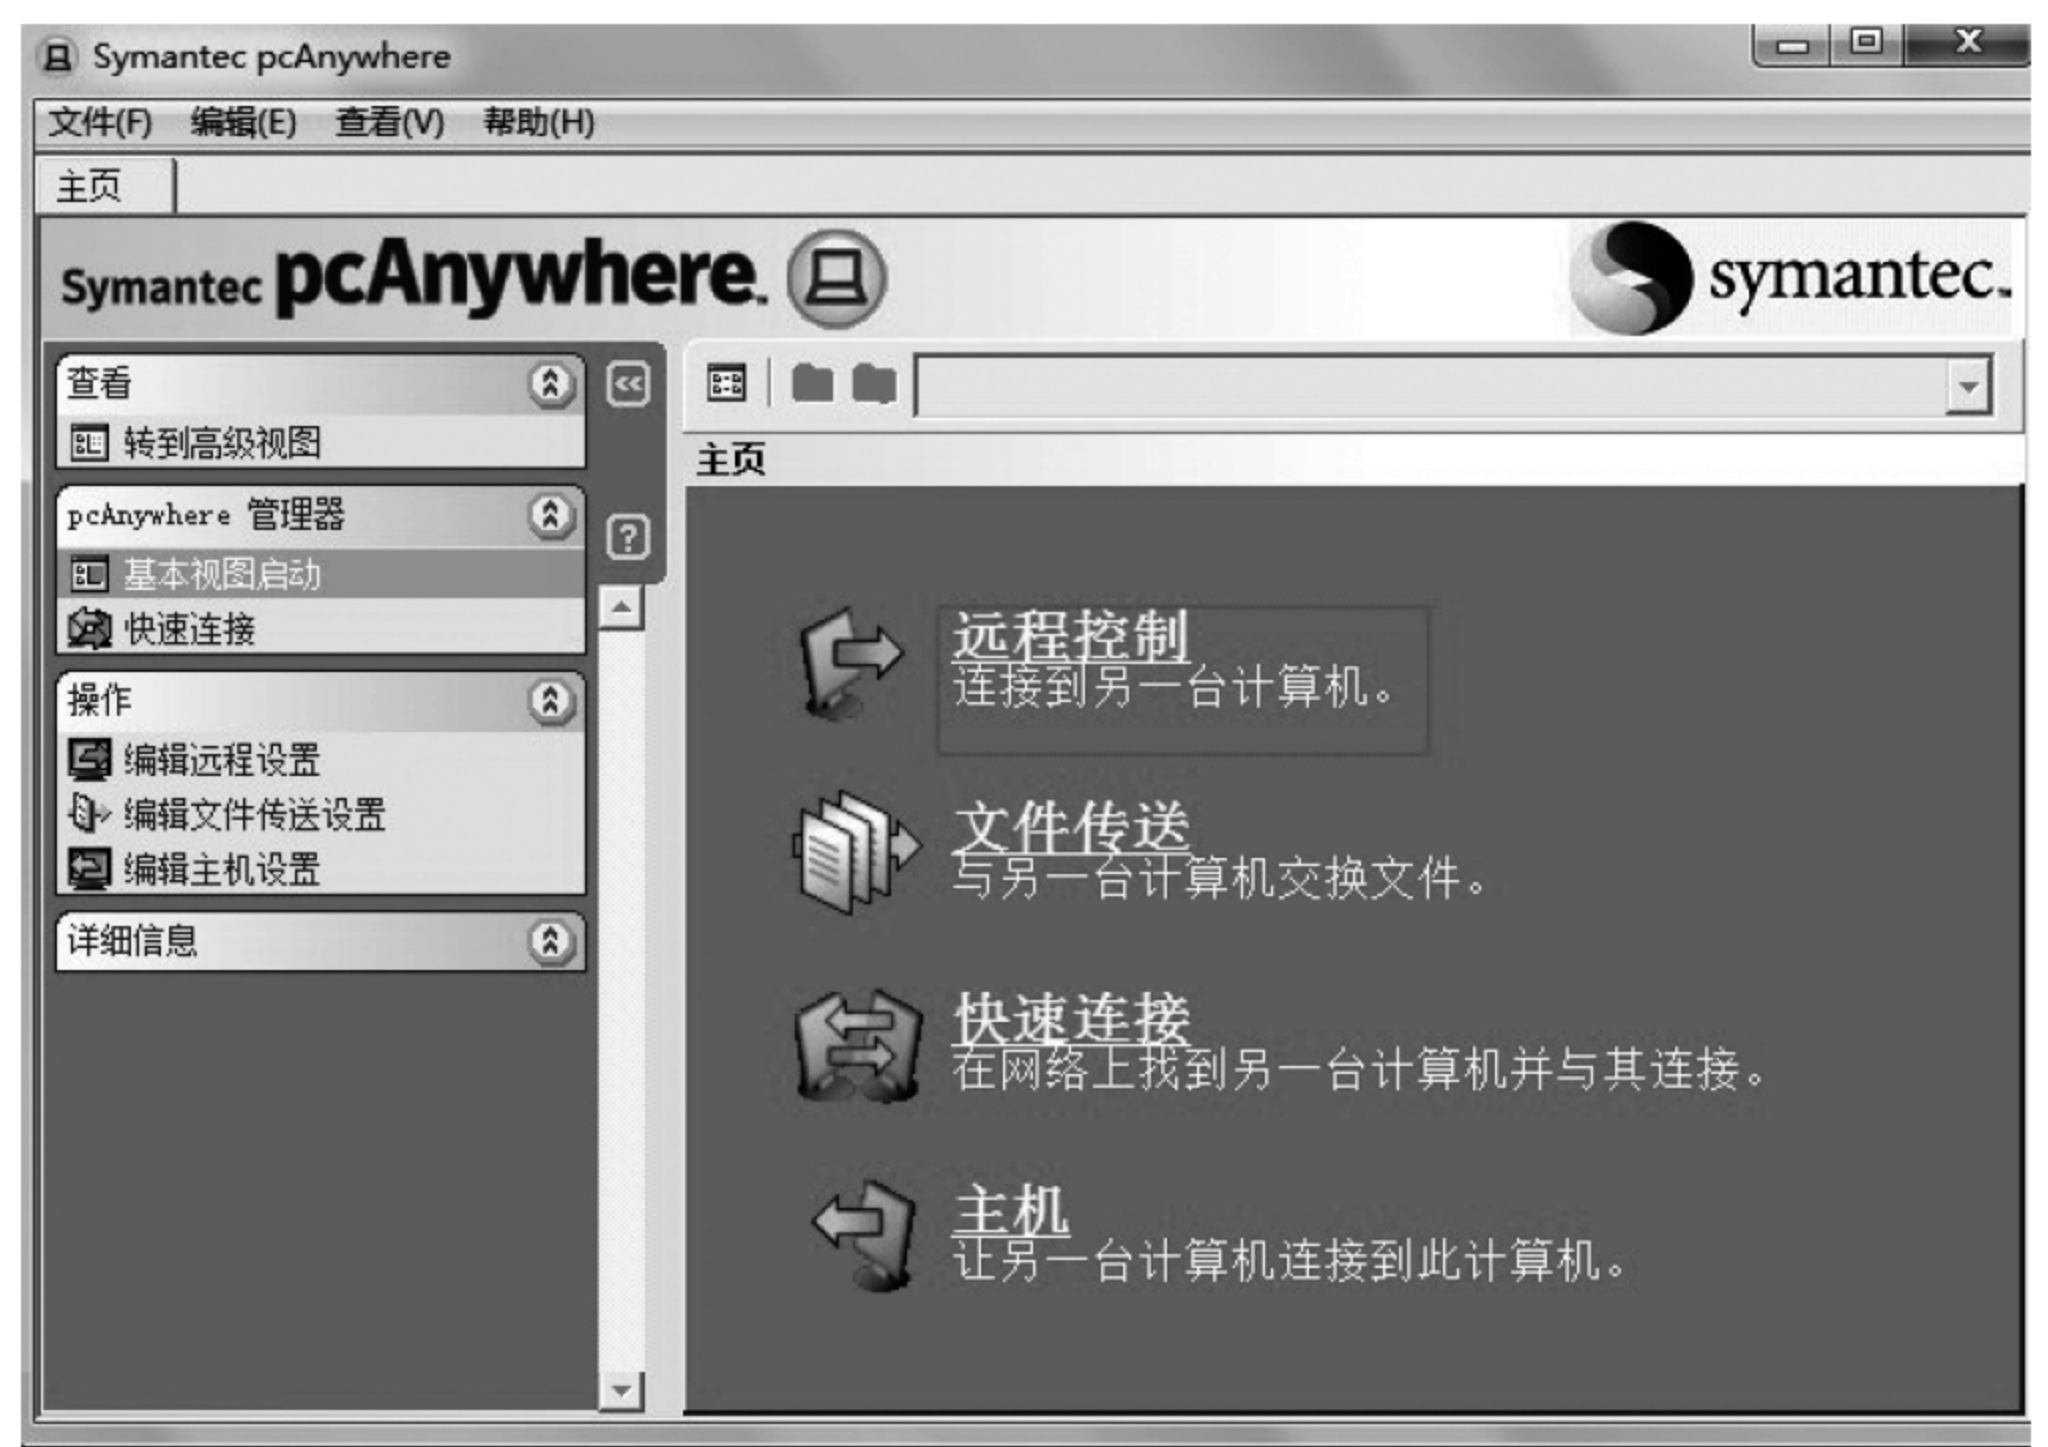 Symantec pcAnywhere
文件(F) 编辑(E) 查看(V) 帮助(H)
主页
Symantec pcAnywhere.
symantec.
查看
转到高级视图
pcAnywhere 管理器
基本视图启动
快速连接
操作
编辑远程设置
编辑文件传送设置
编辑主机设置
详细信息
主页
远程控制
连接到另一台计算机。
文件传送
与另一台计算机交换文件。
快速连接
在网络上找到另一台计算机并与其连接。
主机
让另一台计算机连接到此计算机。